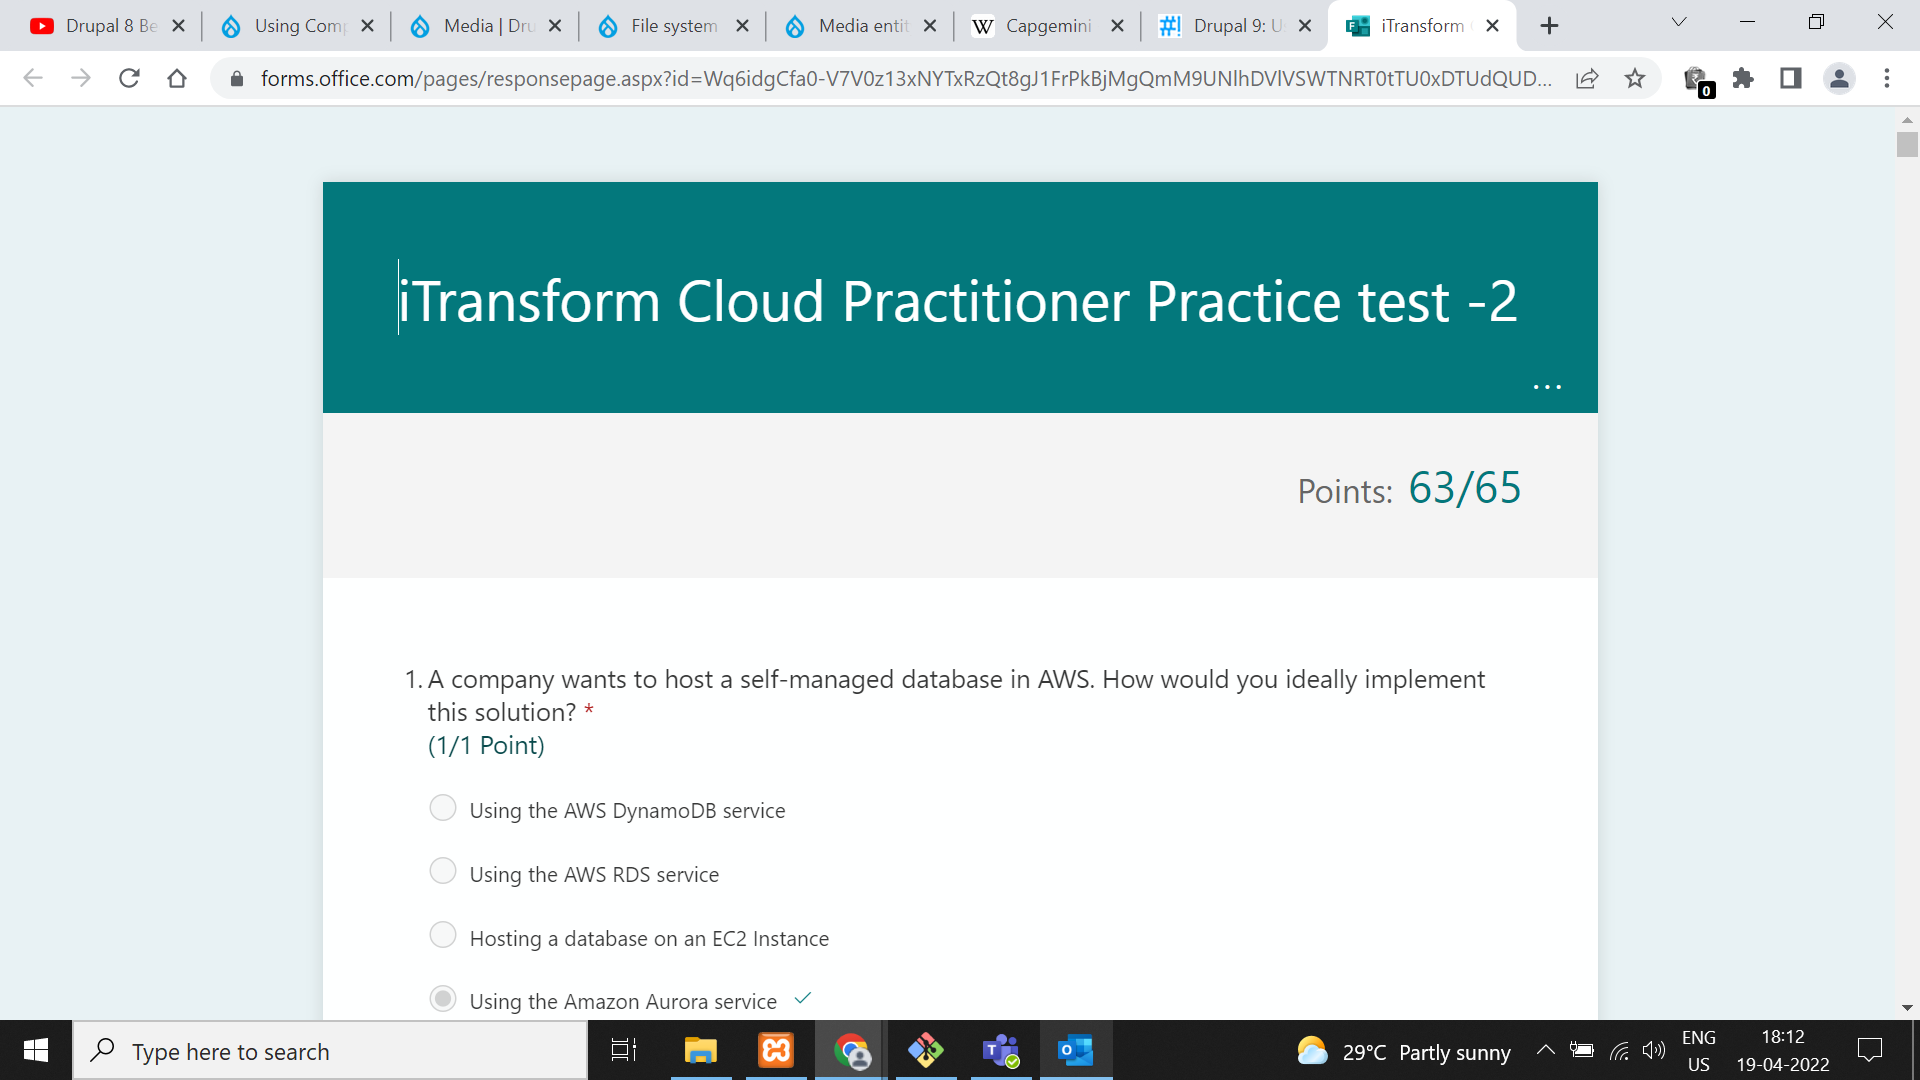 Drupal 8 Be
Using Comp
Media | Dru
File system
Media entit
W Capgemini
#! Drupal 9: U
iTransform
forms.office.com/pages/responsepage.aspx?id=Wq6idgCfa0-V7V0z13xNYTxRzQt8gJ1FrPkBjMgQmM9UNlhDVlVSWTNRT0tTU0xDTUdQUD...
0
iTransform Cloud Practitioner Practice test -2
...
Points: 63/65
1. A company wants to host a self-managed database in AWS. How would you ideally implement
this solution? *
(1/1 Point)
Using the AWS DynamoDB service
Using the AWS RDS service
Hosting a database on an EC2 Instance
Using the Amazon Aurora service
Type here to search
29°C Partly sunny
ENG
US
18:12
19-04-2022